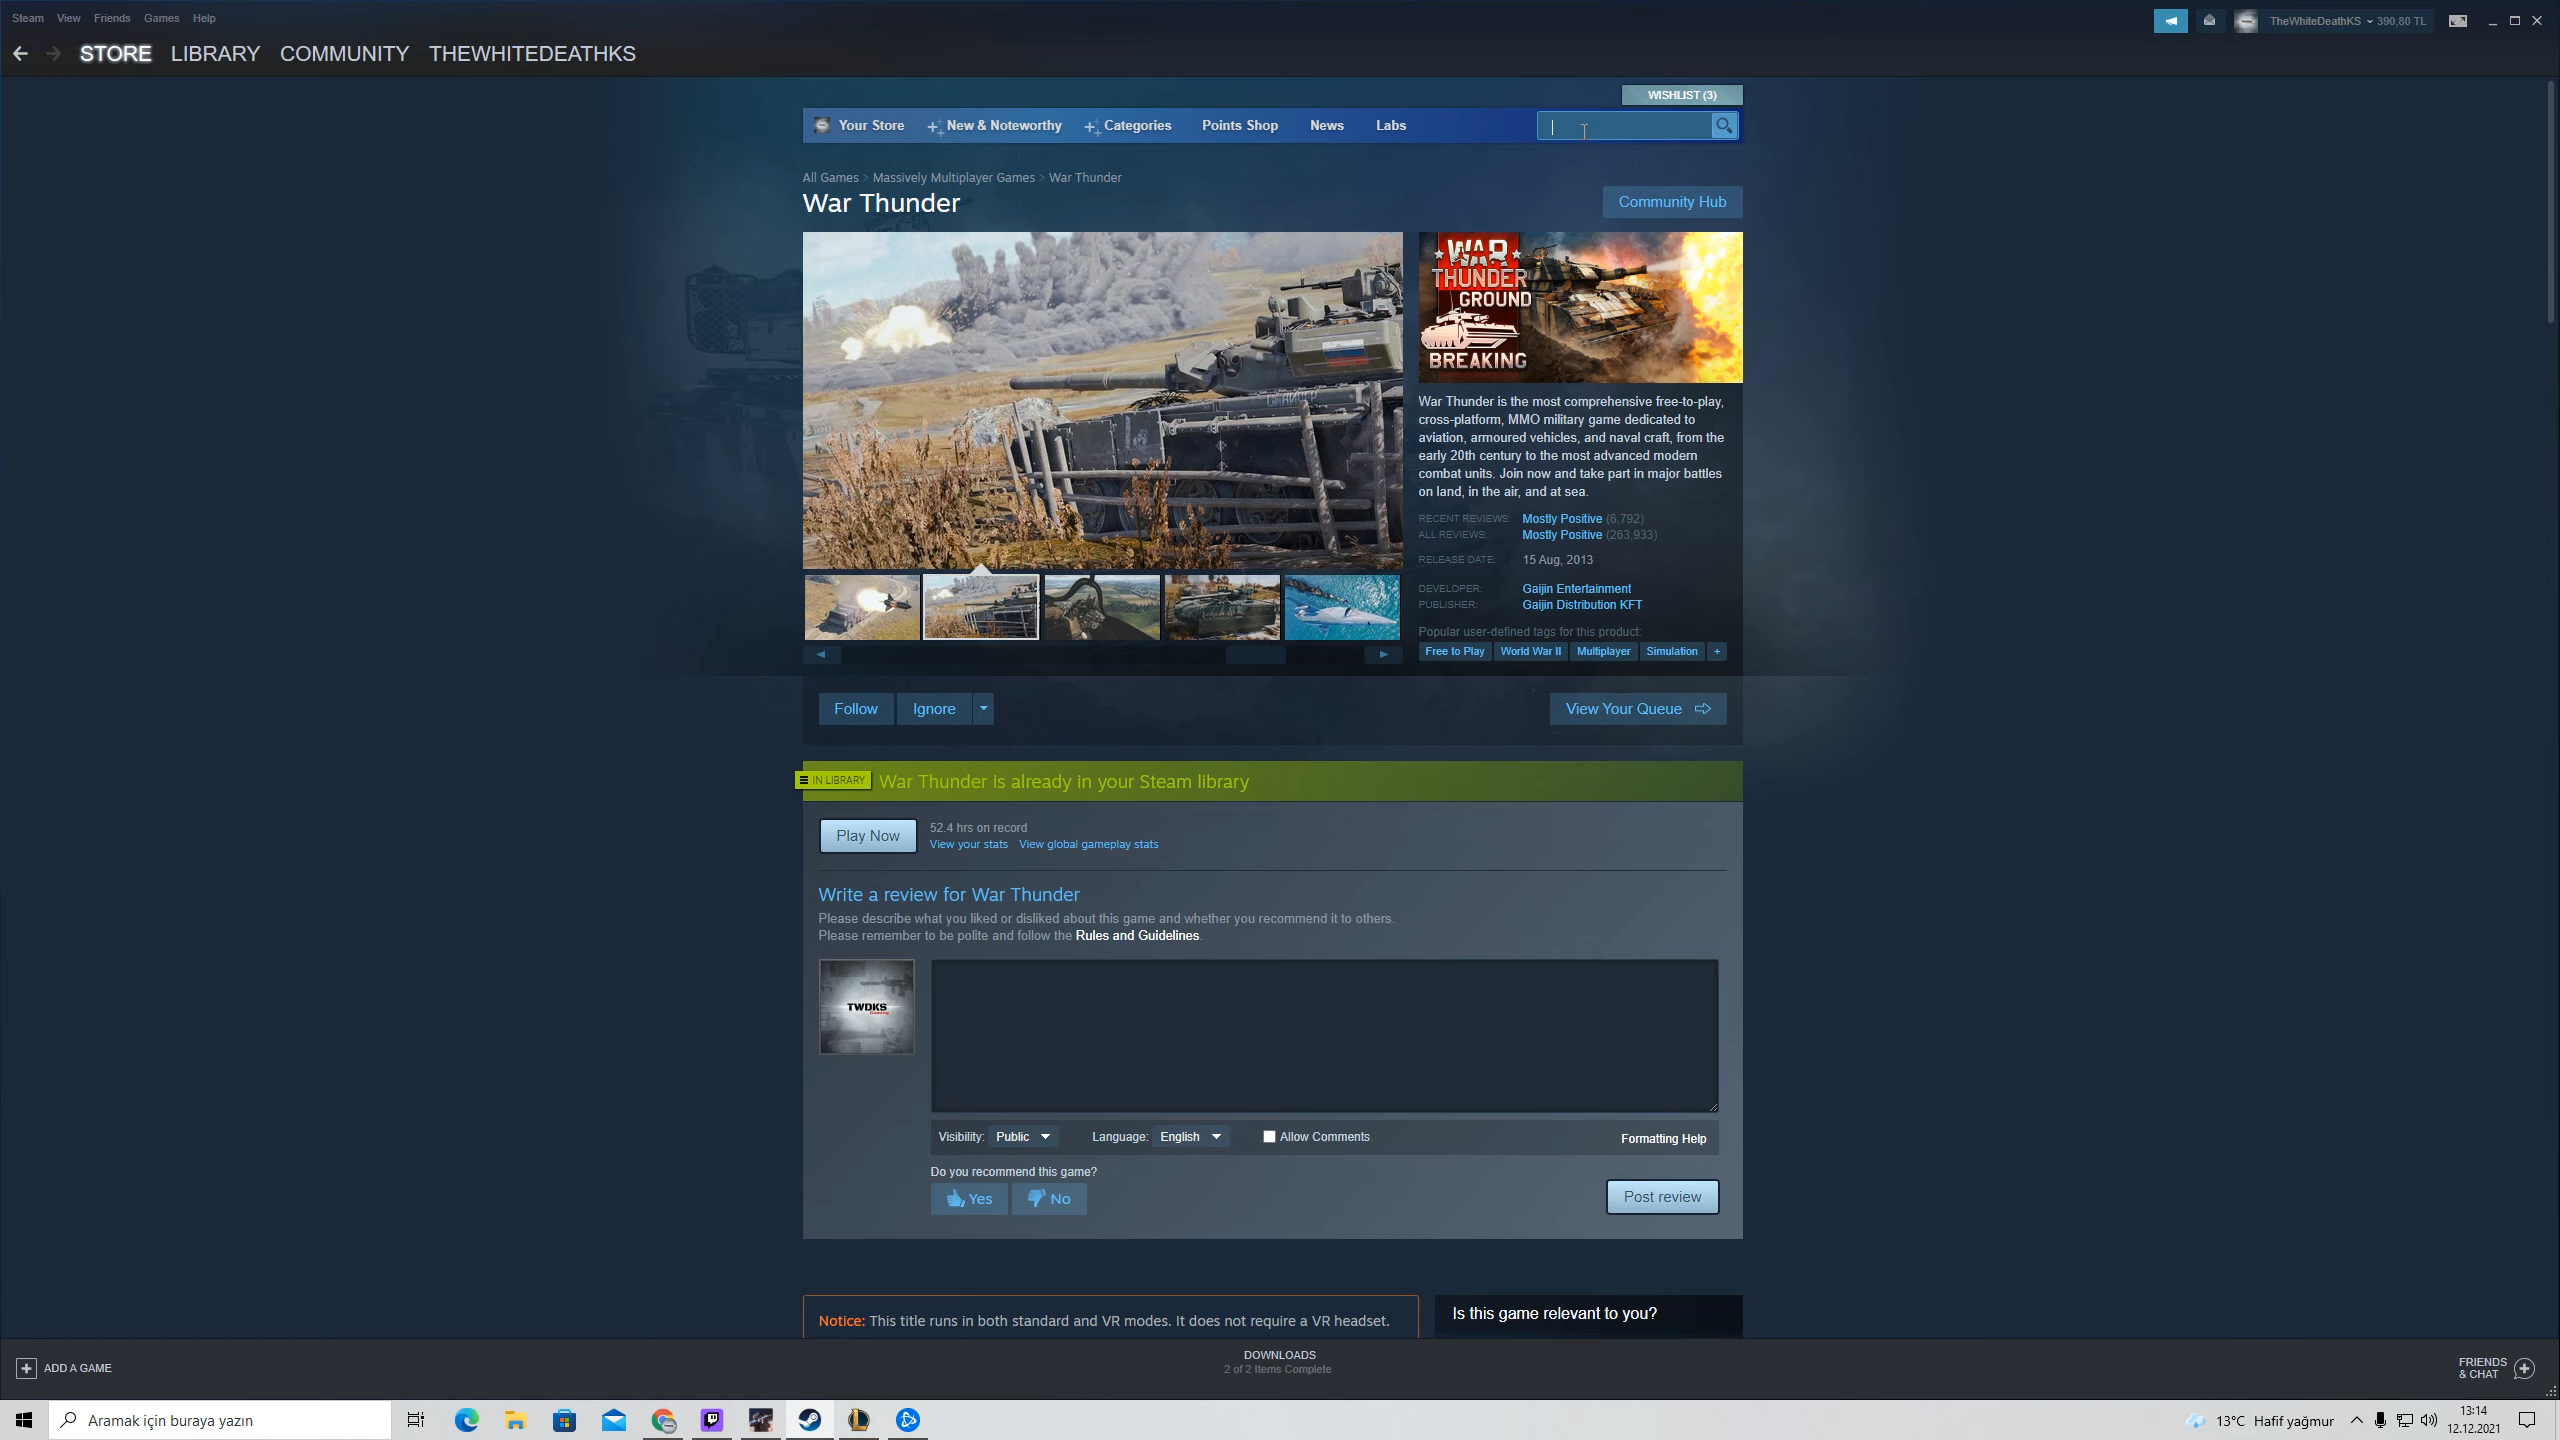 Steam View Friends Games Help
TheWhiteDeathKS 390,80 TL
STORE LIBRARY COMMUNITY THEWHITEDEATHKS
WISHLIST (3)
Your Store New & Noteworthy Categories Points Shop News Labs
All Games > Massively Multiplayer Games > War Thunder
War Thunder
Community Hub
WAR
THUNDER
GROUND
BREAKING
War Thunder is the most comprehensive free-to-play,
cross-platform, MMO military game dedicated to
aviation, armoured vehicles, and naval craft, from the
early 20th century to the most advanced modern
combat units. Join now and take part in major battles
on land, in the air, and at sea.
RECENT REVIEWS: Mostly Positive (6,792)
ALL REVIEWS: Mostly Positive (263,933)
RELEASE DATE: 15 Aug, 2013
DEVELOPER: Gaijin Entertainment
PUBLISHER: Gaijin Distribution KFT
Popular user-defined tags for this product:
Free to Play World War II Multiplayer Simulation +
Follow Ignore View Your Queue
IN LIBRARY War Thunder is already in your Steam library
Play Now
52.4 hrs on record
View your stats View global gameplay stats
Write a review for War Thunder
Please describe what you liked or disliked about this game and whether you recommend it to others.
Please remember to be polite and follow the Rules and Guidelines.
TWDKS
Gaming
Visibility: Public Language: English Allow Comments Formatting Help
Do you recommend this game?
Yes No
Post review
Notice: This title runs in both standard and VR modes. It does not require a VR headset.
Is this game relevant to you?
ADD A GAME
DOWNLOADS
2 of 2 Items Complete
FRIENDS
& CHAT
Aramak için buraya yazın
13°C Hafif yağmur
13:14
12.12.2021